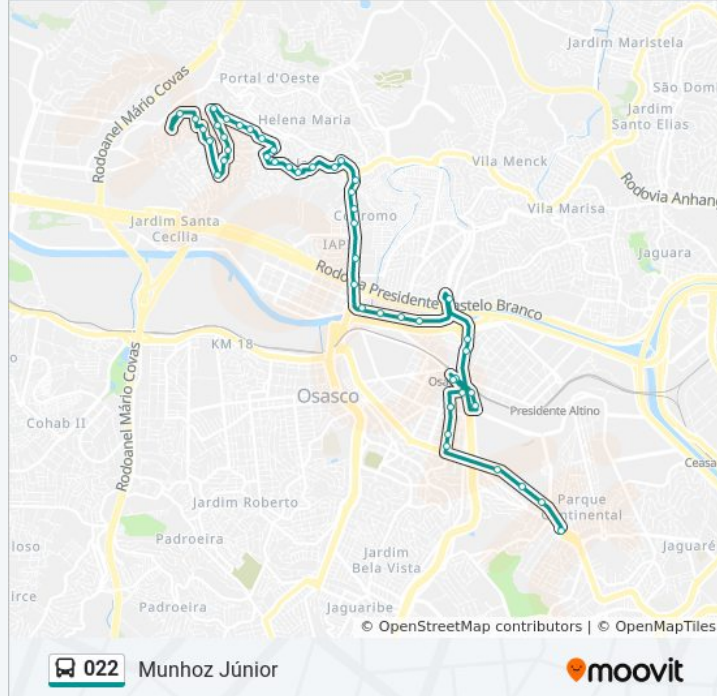 Jardim Maristela
Rodoanel Mário Covas
Portal d'Oeste
São Domi
Jardim
Santo Elias
Helena Maria
Vila Menck
Rodovia Anhang
Vila Marisa
Jardim Santa
Cecília
IAPI
Jaguara
Rodovia Presidente Castelo Branco
KM 18
Osasco
Presidente Altino
Cohab II
Rodoanel Mário Covas
Ceasa
Parque
Continental
Jardim Roberto
Padroeira
loso
Jaguaré
Jardim
Bela Vista
irce
Padroeira
Jaguaribe
© OpenStreetMap contributors | © OpenMapTiles
022 Munhoz Júnior
moovit